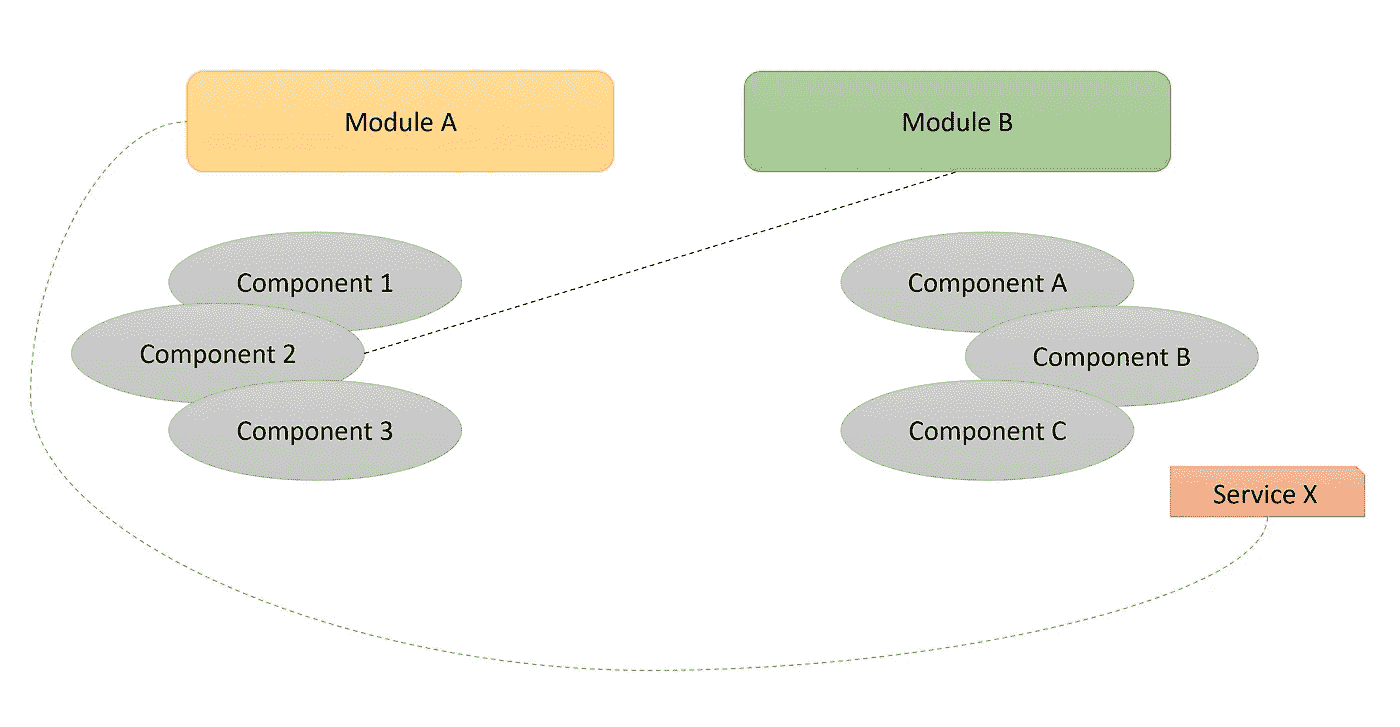 Module A
Module B
Component 1
Component A
Component 2
Component B
Component 3
Component C
Service X